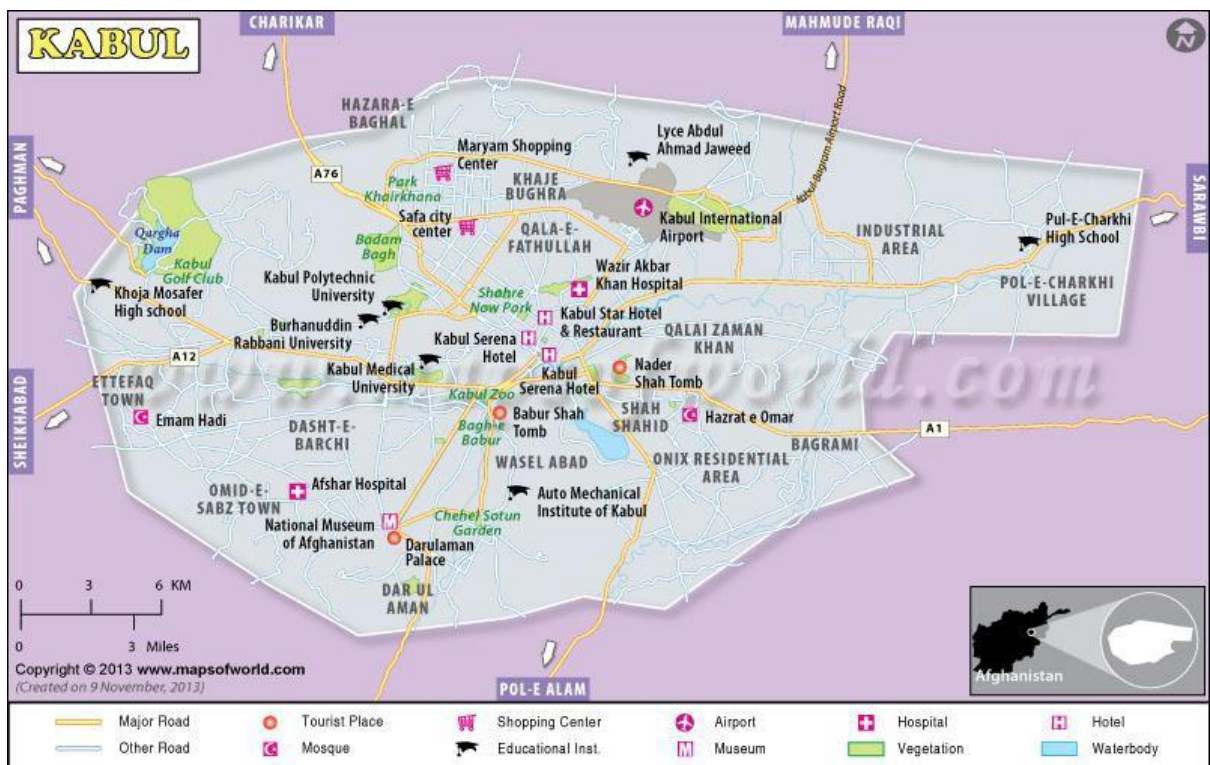 KABUL
CHARIKAR
MAHMUDE RAQI
N
HAZARA-E
BAGHAL
Maryam Shopping
Center
Lyce Abdul
Ahmad Jaweed
Kabul-Bagram Airport Road
PAGHMAN
A76
Park
Khairkhana
KHAJE
BUGHRA
SARAWBI
Safa city
center
Kabul International
Airport
Qargha
Dam
Kabul
Golf Club
Badam
Bagh
QALA-E-
FATHULLAH
INDUSTRIAL
AREA
Pul-E-Charkhi
High School
Kabul Polytechnic
University
Wazir Akbar
Khan Hospital
POL-E-CHARKHI
VILLAGE
Khoja Mosafer
High school
Shahre
Now Park
Burhanuddin
Rabbani University
Kabul Star Hotel
& Restaurant
QALAI ZAMAN
KHAN
Kabul Serena
Hotel
A12
Kabul Medical
University
Kabul
Serena Hotel
Nader
Shah Tomb
SHEIKHABAD
ETTEFAQ
TOWN
Kabul Zoo
Emam Hadi
DASHT-E-
BARCHI
Bagh-e
Babur
Babur Shah
Tomb
SHAH
SHAHID
Hazrat e Omar
A1
BAGRAMI
WASEL ABAD
ONIX RESIDENTIAL
AREA
OMID-E-
SABZ TOWN
Afshar Hospital
Auto Mechanical
Institute of Kabul
National Museum
of Afghanistan
M
Chehel Sotun
Garden
Darulaman
Palace
DAR UL
AMAN
0 3 6 KM
0 3 Miles
Copyright © 2013 www.mapsofworld.com
(Created on 9 November, 2013)
POL-E ALAM
Afghanistan
Major Road
Tourist Place
Shopping Center
Airport
Hospital
H Hotel
Other Road
Mosque
Educational Inst.
M Museum
Vegetation
Waterbody